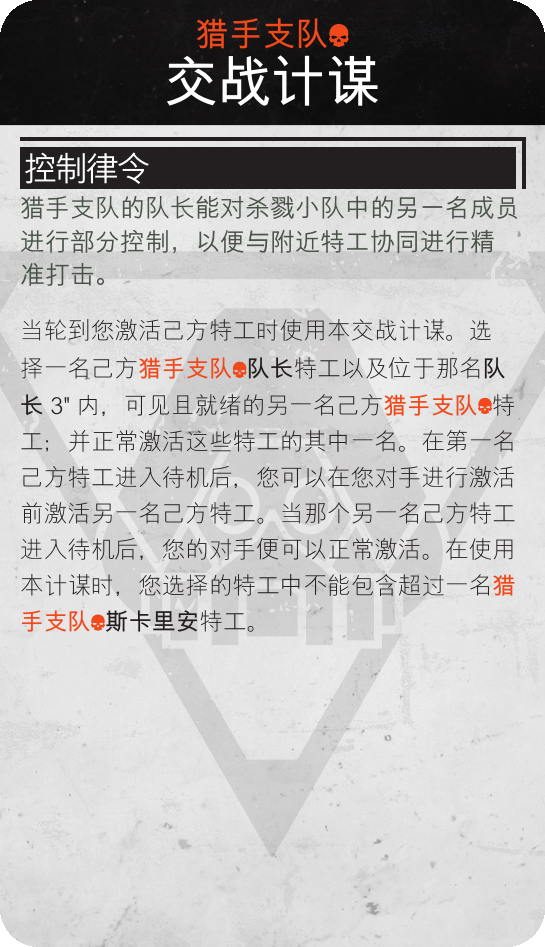 猎手支队
交战计谋
控制律令
猎手支队的队长能对杀戮小队中的另一名成员
进行部分控制，以便与附近特工协同进行精
准打击。
当轮到您激活己方特工时使用本交战计谋。选
择一名己方猎手支队队长特工以及位于那名队
长 3" 内，可见且就绪的另一名己方猎手支队特
工；并正常激活这些特工的其中一名。在第一名
己方特工进入待机后，您可以在您对手进行激活
前激活另一名己方特工。当那个另一名己方特工
进入待机后，您的对手便可以正常激活。在使用
本计谋时，您选择的特工中不能包含超过一名猎
手支队斯卡里安特工。